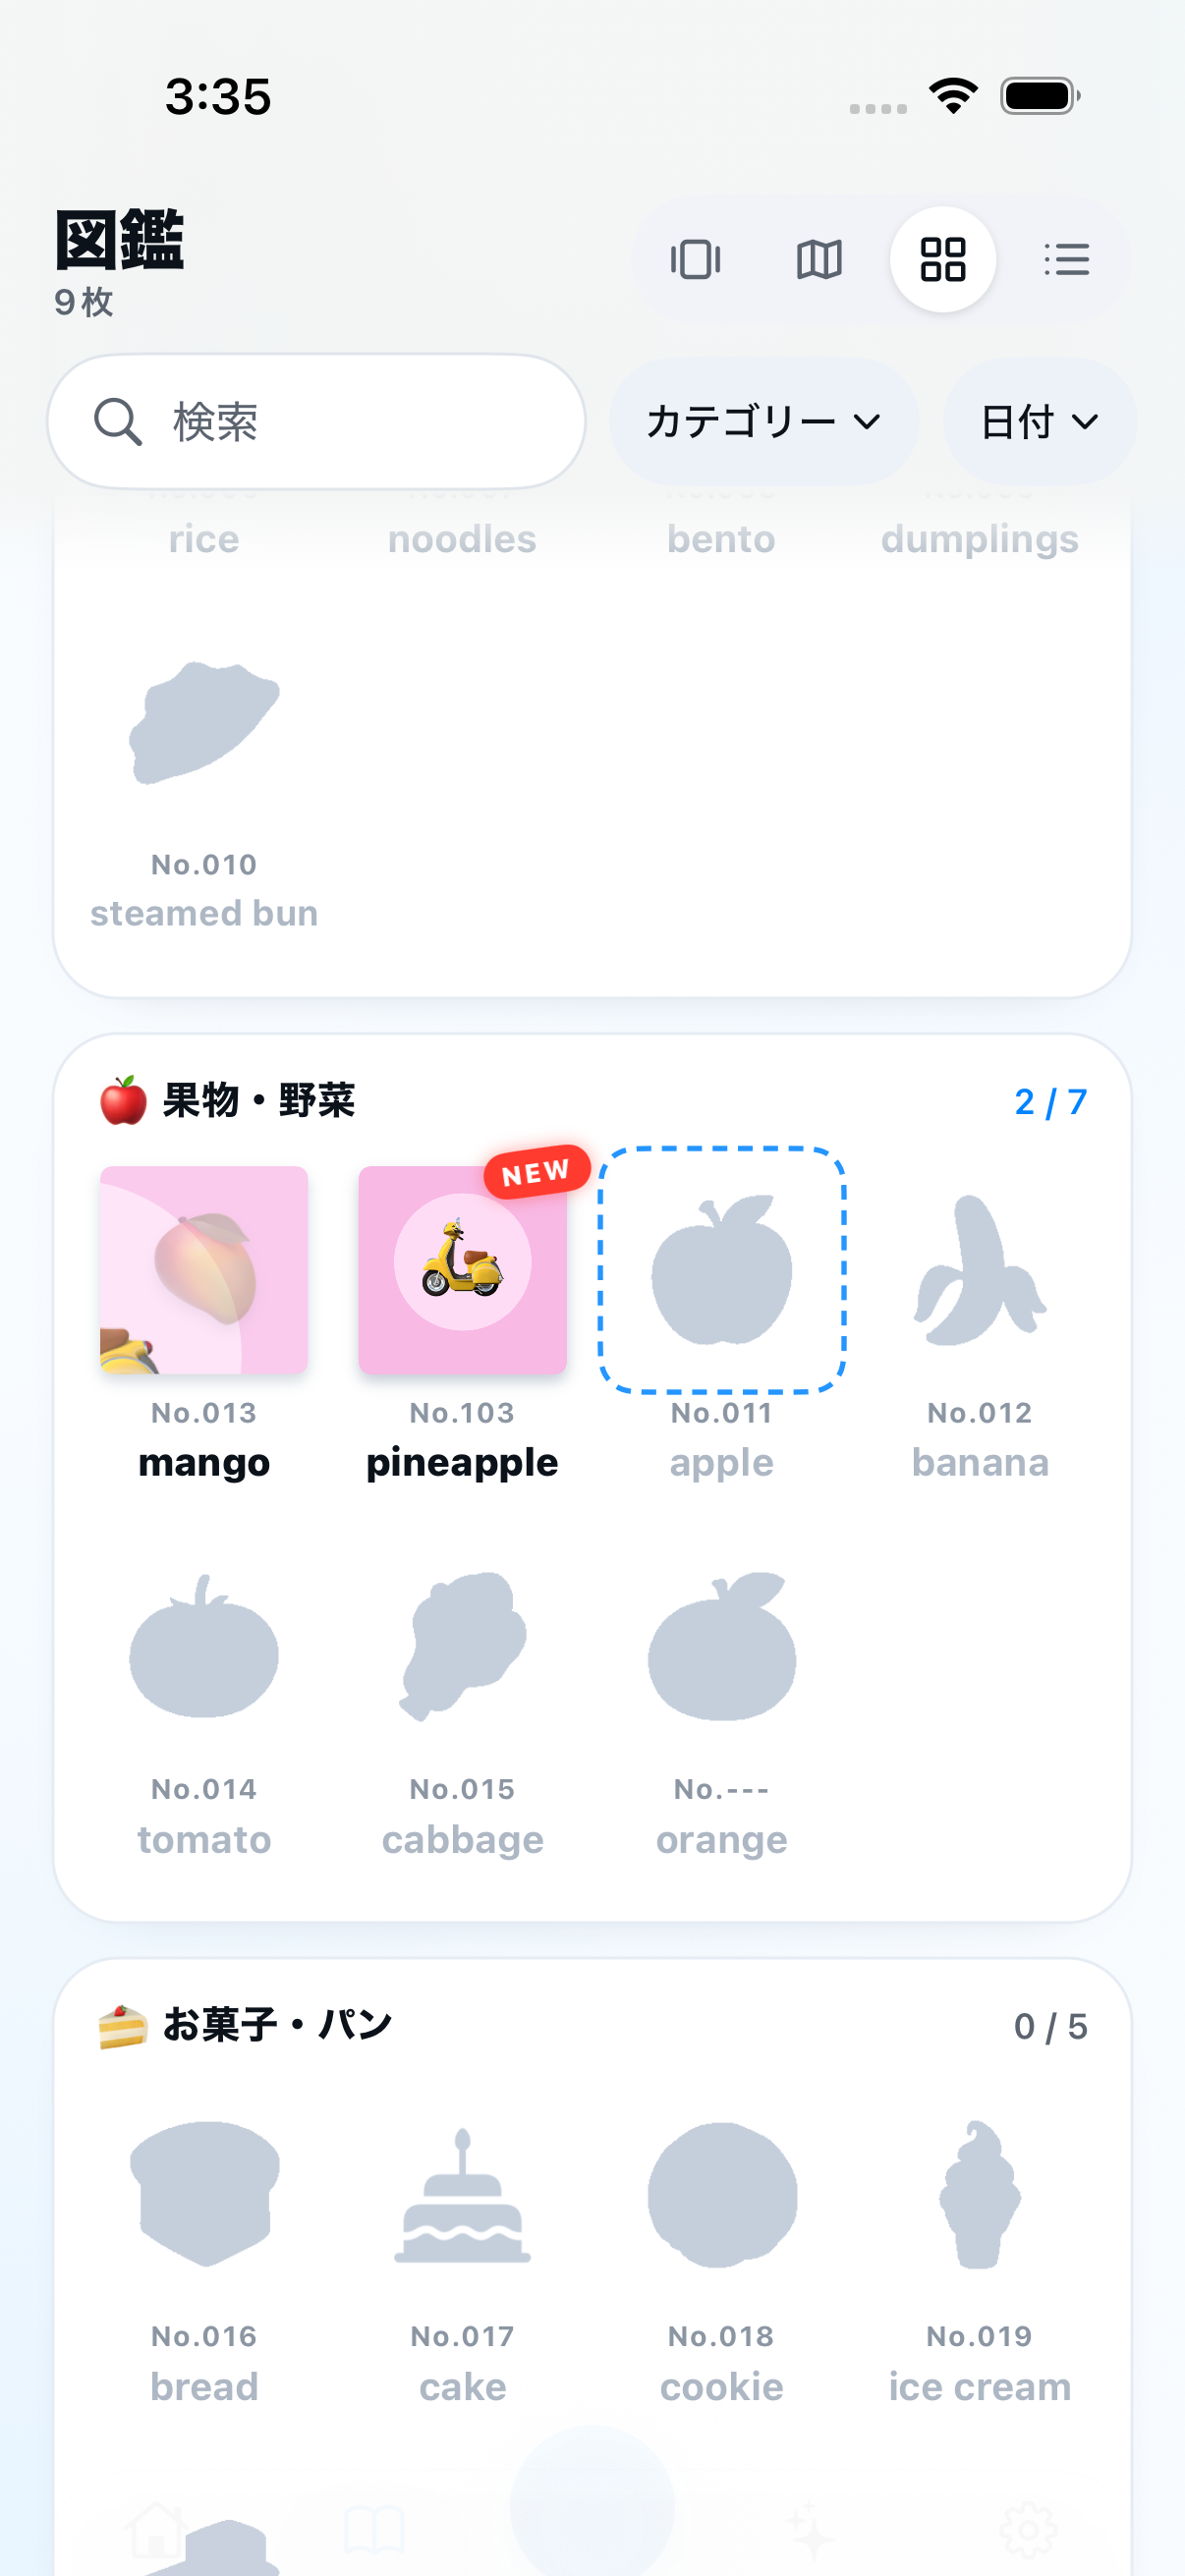 3:35
図鑑
9枚
検索
カテゴリー
日付
rice noodles bento dumplings
No.010
steamed bun
果物・野菜 2 / 7
NEW
No.013 No.103 No.011 No.012
mango pineapple apple banana
No.014 No.015 No.---
tomato cabbage orange
お菓子・パン 0 / 5
No.016 No.017 No.018 No.019
bread cake cookie ice cream